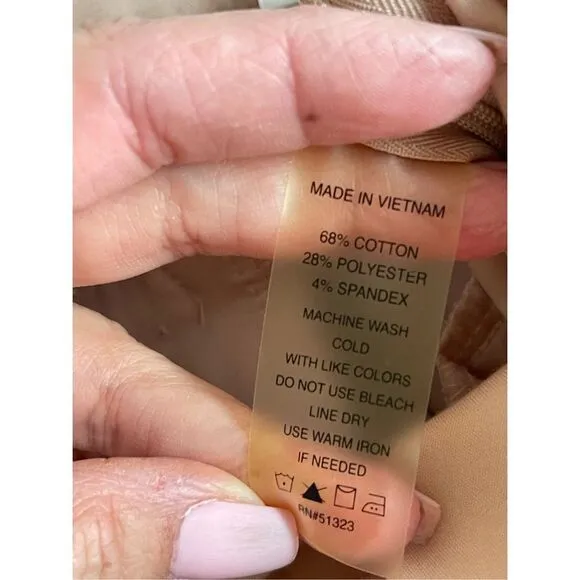 MADE IN VIETNAM
68% COTTON
28% POLYESTER
4% SPANDEX
MACHINE WASH
COLD
WITH LIKE COLORS
DO NOT USE BLEACH
LINE DRY
USE WARM IRON
IF NEEDED
RN#51323